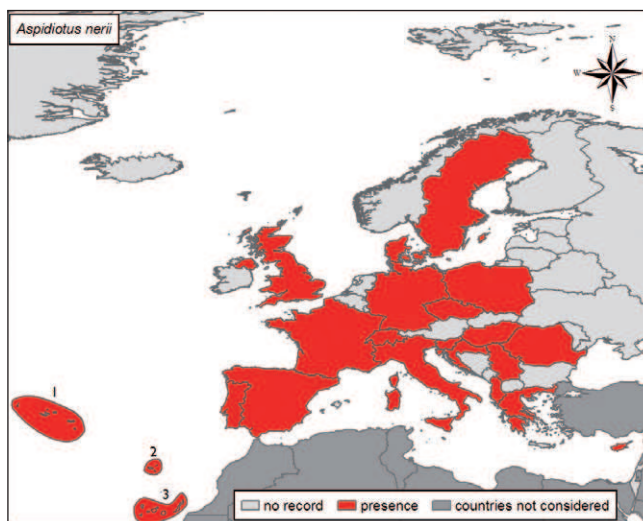 Aspidiotus nerii
N
W
E
S
1
2
3
no record presence countries not considered